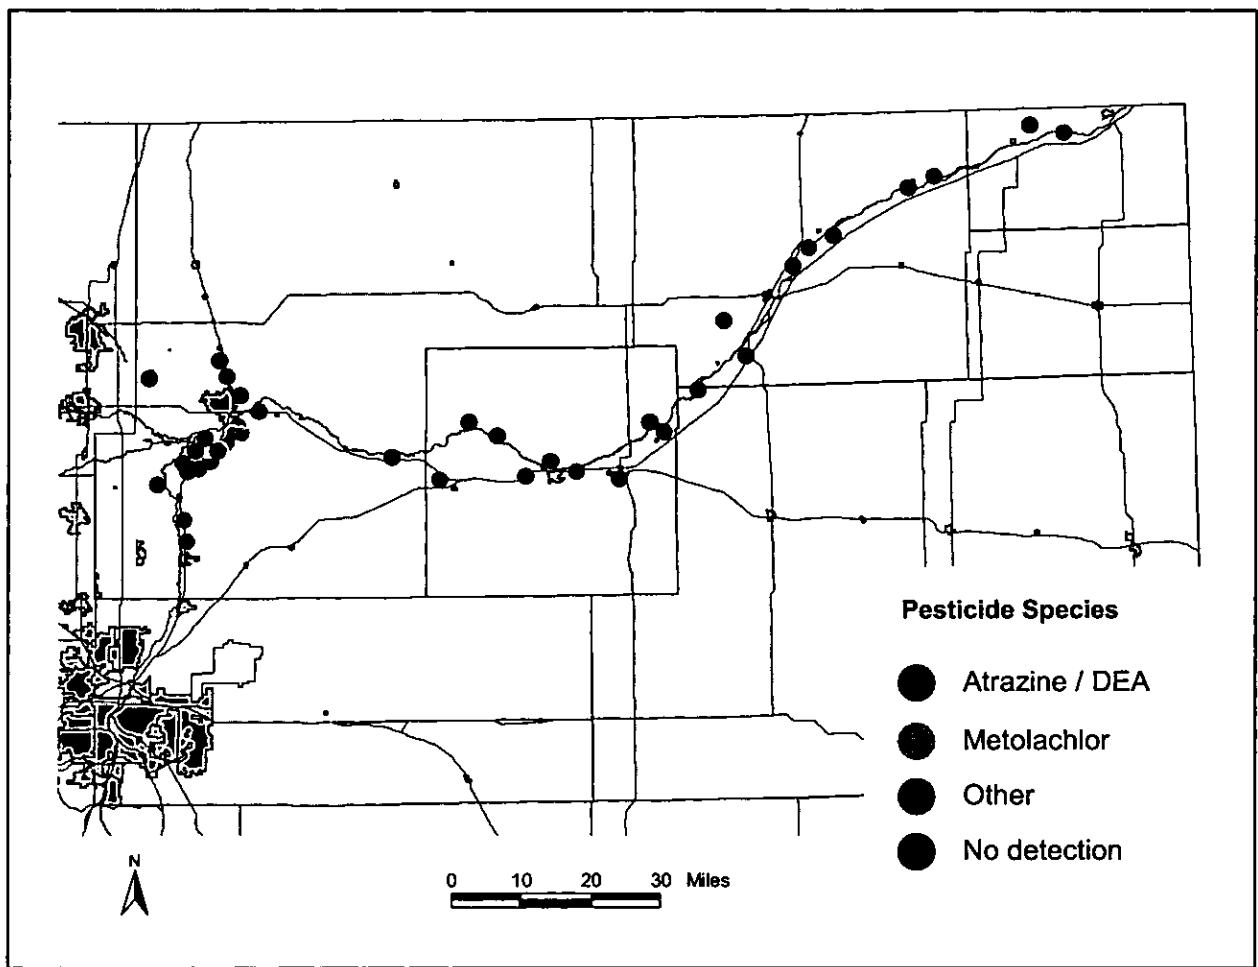 Pesticide Species
Atrazine / DEA
Metolachlor
Other
No detection
N
0 10 20 30 Miles